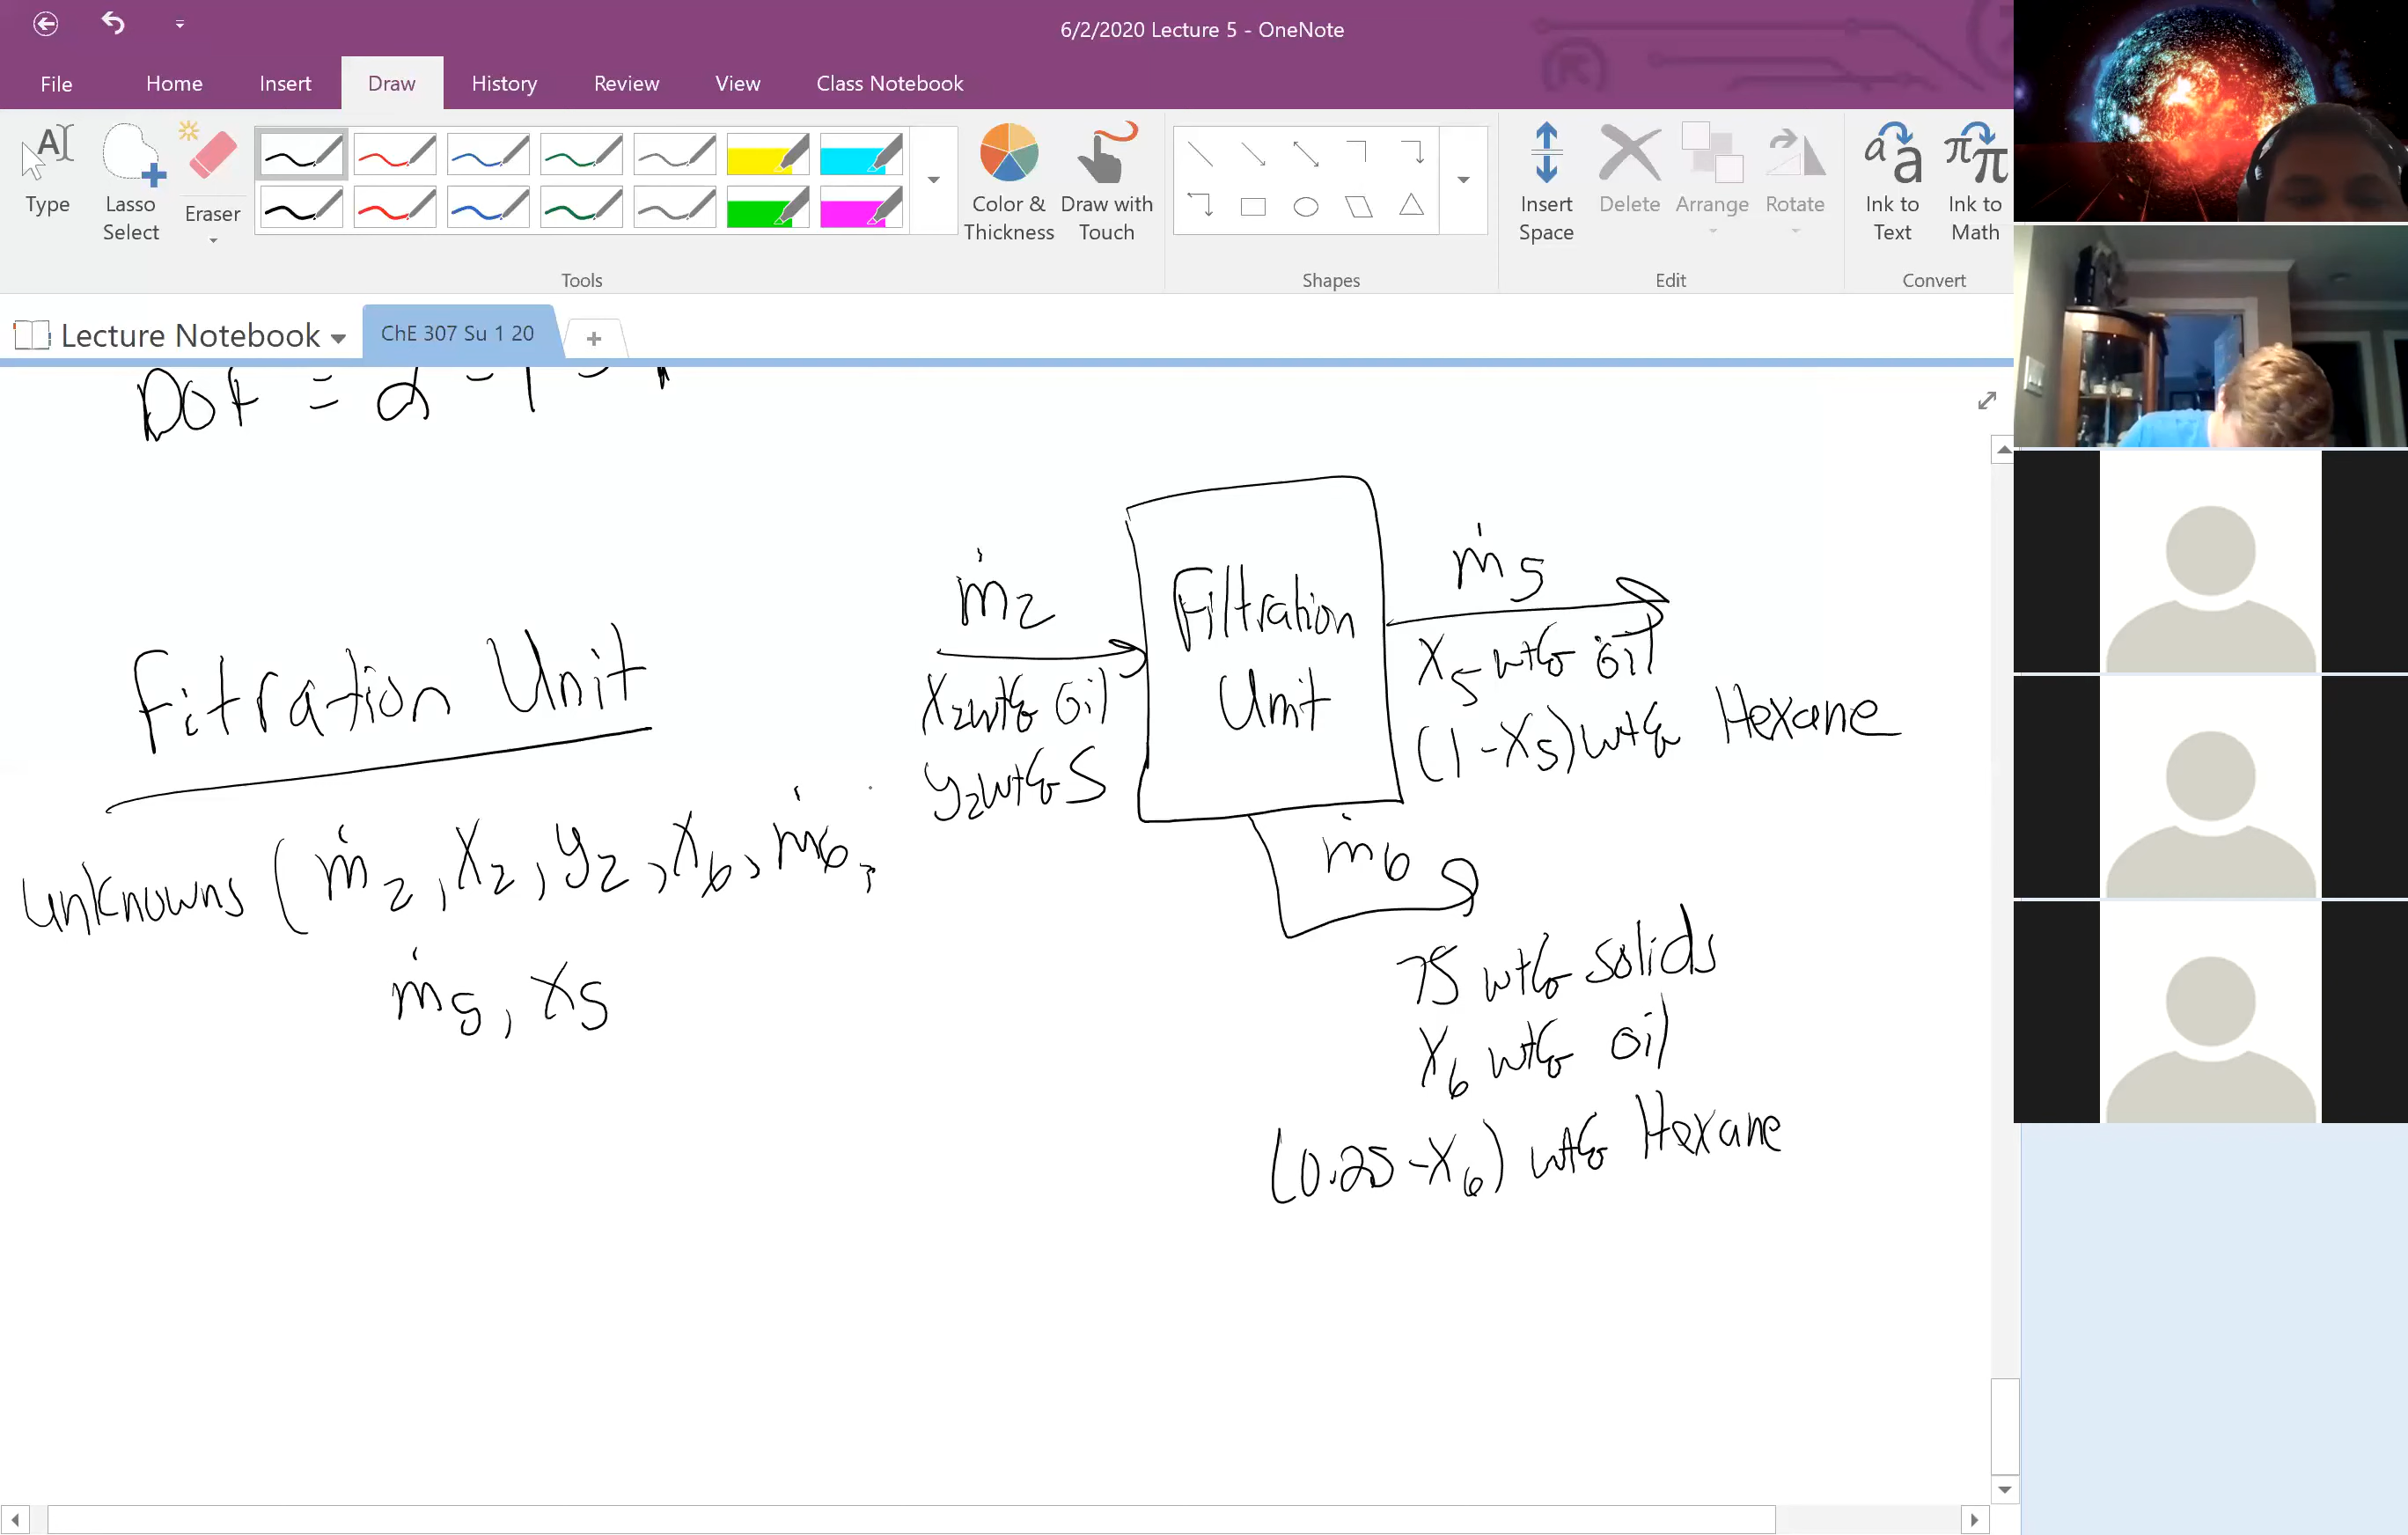 6/2/2020 Lecture 5 - OneNote
File Home Insert Draw History Review View Class Notebook
Type
Lasso Select
Eraser
Color & Thickness
Draw with Touch
Insert Space
Delete
Arrange
Rotate
Ink to Text
Ink to Math
Tools Shapes Edit Convert
Lecture Notebook
ChE 307 Su 1 20 +
DOF = 2 - 1 = 1
Fitration Unit
unknowns (ṁ2, X2, y2, X6, ṁ6,
ṁ5, X5
ṁ2
X2 wt% oil
y2 wt% S
Filtration
Unit
ṁ5
X5 wt% oil
(1-X5) wt% Hexane
ṁ6
75 wt% solids
X6 wt% oil
(0.25-X6) wt% Hexane